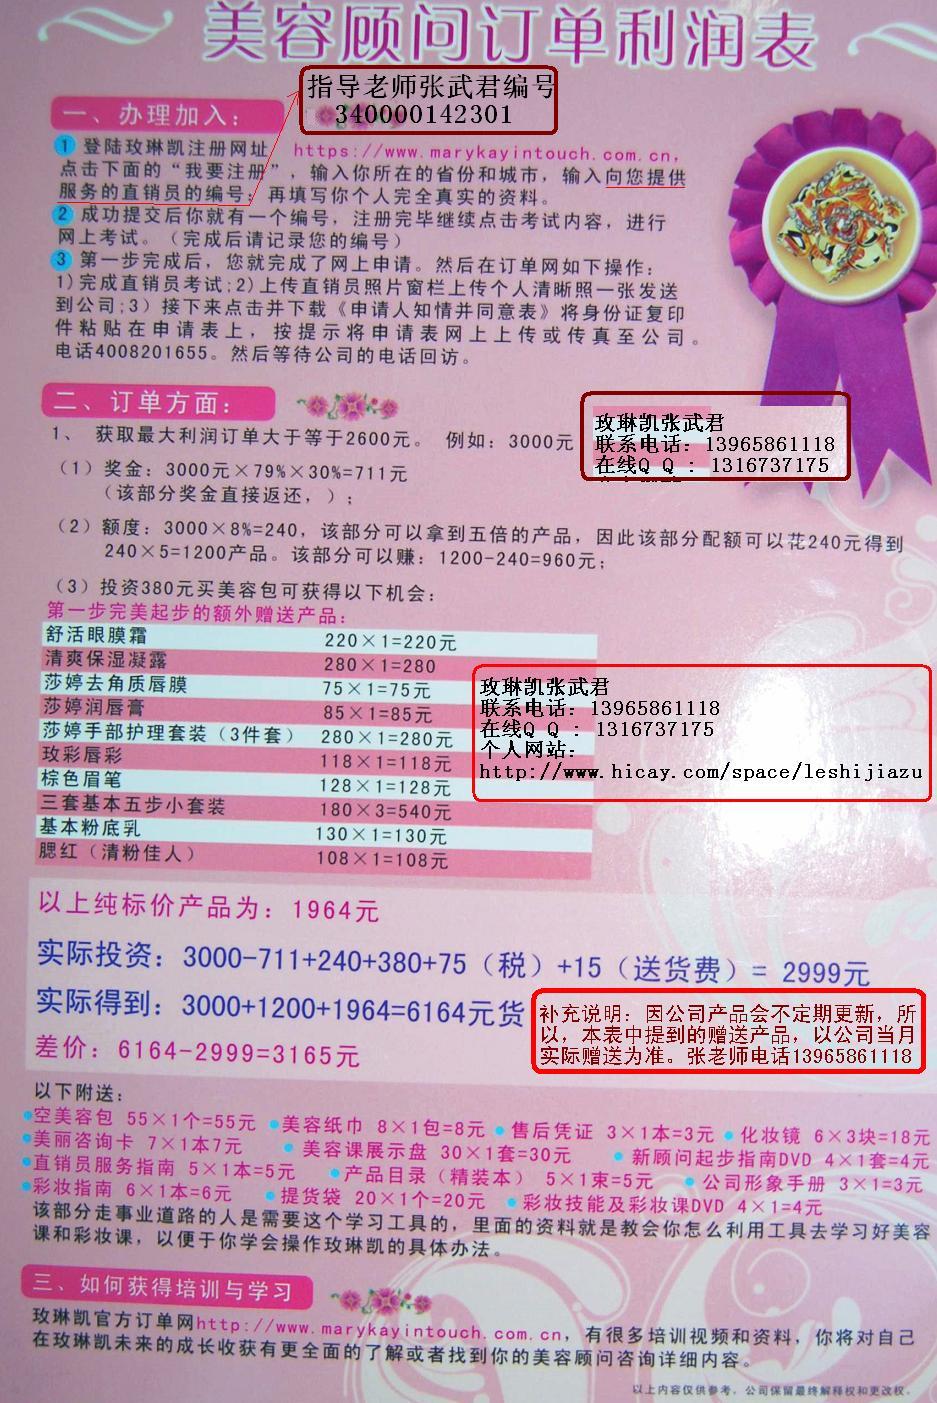 美容顾问订单利润表
指导老师张武君编号
340000142301
一、办理加入：
1 登陆玫琳凯注册网址 https://www.marykayintouch.com.cn，
点击下面的“我要注册”，输入你所在的省份和城市，输入向您提供
服务的直销员的编号；再填写你个人完全真实的资料。
2 成功提交后你就有一个编号，注册完毕继续点击考试内容，进行
网上考试。（完成后请记录您的编号）
3 第一步完成后，您就完成了网上申请。然后在订单网如下操作：
1)完成直销员考试;2)上传直销员照片窗栏上传个人清晰照一张发送
到公司;3）接下来点击并下载《申请人知情并同意表》将身份证复印
件粘贴在申请表上，按提示将申请表网上上传或传真至公司。
电话4008201655。然后等待公司的电话回访。
二、订单方面：
1、 获取最大利润订单大于等于2600元。 例如：3000元
玫琳凯张武君
联系电话：13965861118
在线Q Q : 1316737175
（1）奖金：3000元×79%×30%=711元
（该部分奖金直接返还，）；
（2）额度：3000×8%=240，该部分可以拿到五倍的产品，因此该部分配额可以花240元得到
240×5=1200产品。该部分可以赚：1200-240=960元；
（3）投资380元买美容包可获得以下机会：
第一步完美起步的额外赠送产品：
舒活眼膜霜 220×1=220元
清爽保湿凝露 280×1=280
莎婷去角质唇膜 75×1=75元
莎婷润唇膏 85×1=85元
莎婷手部护理套装（3件套） 280×1=280元
玫彩唇彩 118×1=118元
棕色眉笔 128×1=128元
三套基本五步小套装 180×3=540元
基本粉底乳 130×1=130元
腮红（清粉佳人） 108×1=108元
玫琳凯张武君
联系电话：13965861118
在线Q Q : 1316737175
个人网站：
http://www.hicay.com/space/leshijiazu
以上纯标价产品为：1964元
实际投资：3000-711+240+380+75（税）+15（送货费）= 2999元
实际得到：3000+1200+1964=6164元货
差价：6164-2999=3165元
补充说明：因公司产品会不定期更新，所
以，本表中提到的赠送产品，以公司当月
实际赠送为准。张老师电话13965861118
以下附送：
空美容包 55×1个=55元 美容纸巾 8×1包=8元 售后凭证 3×1本=3元 化妆镜 6×3块=18元
美丽咨询卡 7×1本7元 美容课展示盘 30×1套=30元 新顾问起步指南DVD 4×1套=4元
直销员服务指南 5×1本=5元 产品目录（精装本） 5×1束=5元 公司形象手册 3×1=3元
彩妆指南 6×1本=6元 提货袋 20×1个=20元 彩妆技能及彩妆课DVD 4×1=4元
该部分走事业道路的人是需要这个学习工具的，里面的资料就是教会你怎么利用工具去学习好美容
课和彩妆课，以便于你学会操作玫琳凯的具体办法。
三、如何获得培训与学习
玫琳凯官方订单网http://www.marykayintouch.com.cn，有很多培训视频和资料，你将对自己
在玫琳凯未来的成长收获有更全面的了解或者找到你的美容顾问咨询详细内容。
以上内容仅供参考，公司保留最终解释权和更改权。